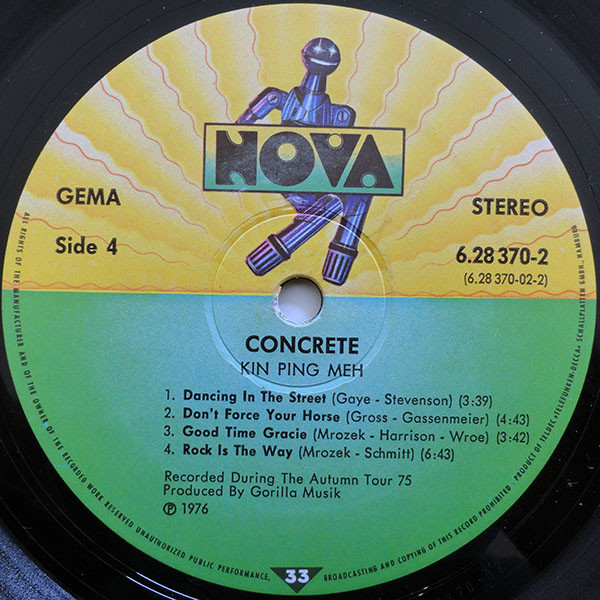 NOVA
GEMA
STEREO
Side 4
6.28 370-2
(6.28 370-02-2)
CONCRETE
KIN PING MEH
1. Dancing In The Street (Gaye - Stevenson) (3:39)
2. Don't Force Your Horse (Gross - Gassenmeier) (4:43)
3. Good Time Gracie (Mrozek - Harrison - Wroe) (3:42)
4. Rock Is The Way (Mrozek - Schmitt) (6:43)
Recorded During The Autumn Tour 75
Produced By Gorilla Musik
℗ 1976
33
ALL RIGHTS OF THE MANUFACTURER AND OF THE OWNER OF THE RECORDED WORK RESERVED UNAUTHORIZED PUBLIC PERFORMANCE, BROADCASTING AND COPYING OF THIS RECORD PROHIBITED · PRODUCT OF TELDEC »TELEFUNKEN-DECCA« SCHALLPLATTEN GMBH., HAMBURG